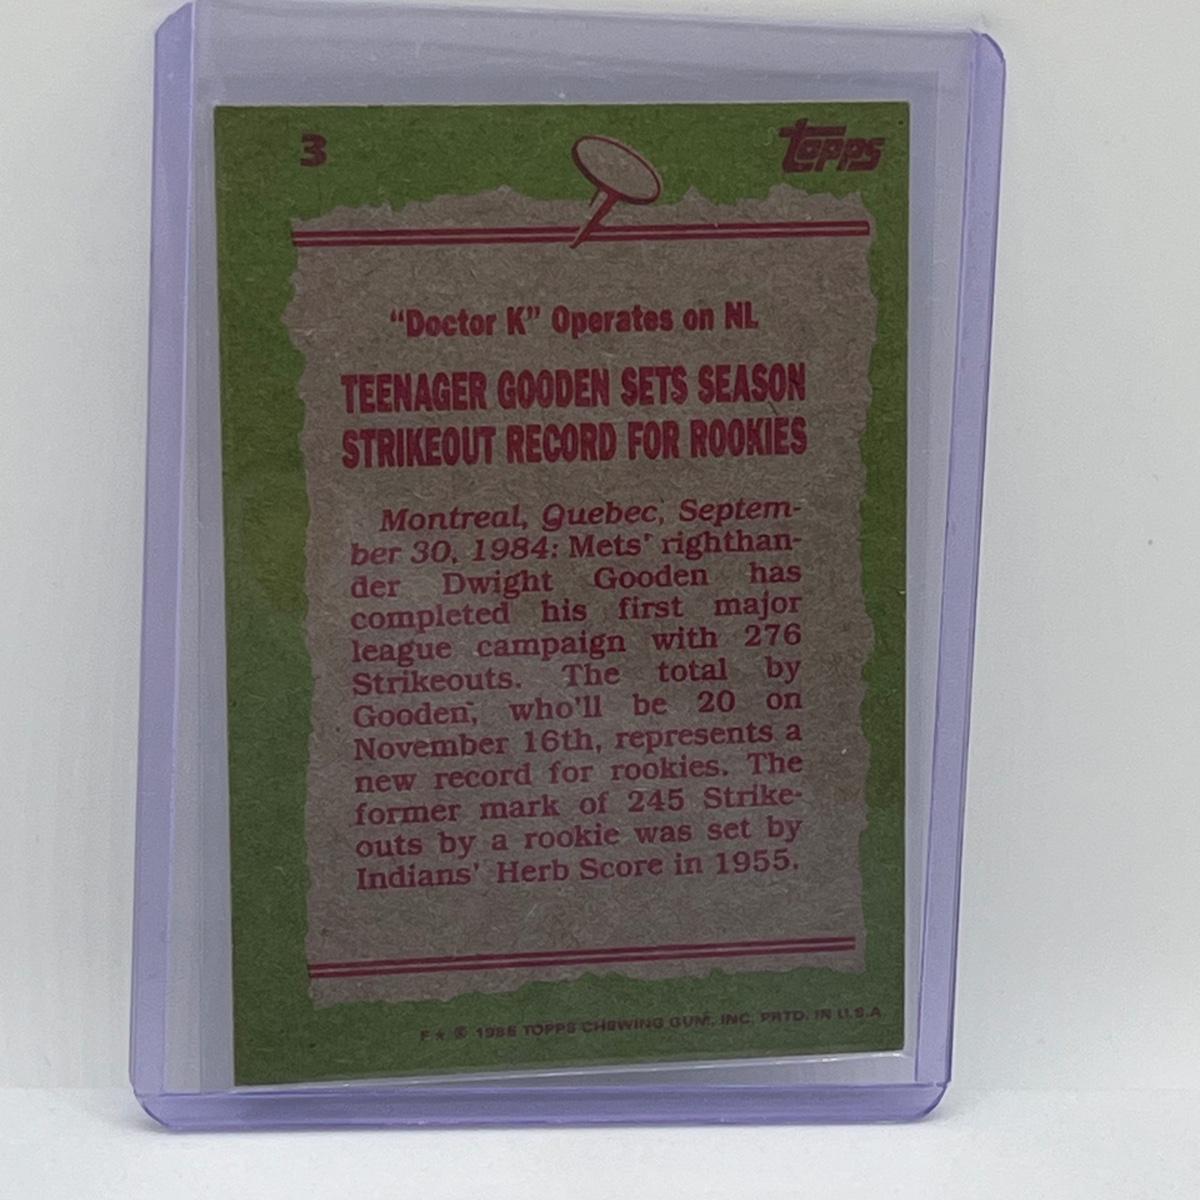 3
topps
"Doctor K" Operates on NL
TEENAGER GOODEN SETS SEASON
STRIKEOUT RECORD FOR ROOKIES
Montreal, Quebec, Septem-
ber 30, 1984: Mets' righthan-
der Dwight Gooden has
completed his first major
league campaign with 276
Strikeouts. The total by
Gooden, who'll be 20 on
November 16th, represents a
new record for rookies. The
former mark of 245 Strike-
outs by a rookie was set by
Indians' Herb Score in 1955.
F★ © 1985 TOPPS CHEWING GUM, INC. PRTD. IN U.S.A